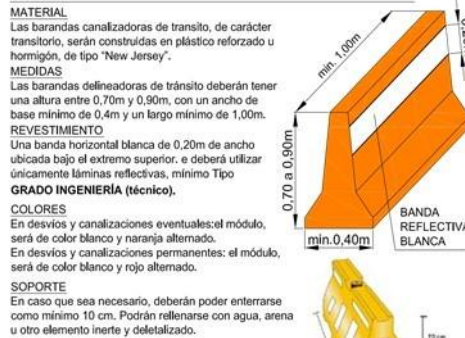 MATERIAL
Las barandas canalizadoras de transito, de carácter
transitorio, serán construidas en plástico reforzado u
hormigón, de tipo "New Jersey".
MEDIDAS
Las barandas delineadoras de tránsito deberán tener
una altura entre 0,70m y 0,90m, con un ancho de
base mínimo de 0,4m y un largo mínimo de 1,00m.
REVESTIMIENTO
Una banda horizontal blanca de 0,20m de ancho
ubicada bajo el extremo superior. e deberá utilizar
únicamente láminas reflectivas, mínimo Tipo
GRADO INGENIERÍA (técnico).
COLORES
En desvíos y canalizaciones eventuales:el módulo,
será de color blanco y naranja alternado.
En desvíos y canalizaciones permanentes: el módulo,
será de color blanco y rojo alternado.
SOPORTE
En caso que sea necesario, deberán poder enterrarse
como mínimo 10 cm. Podrán rellenarse con agua, arena
u otro elemento inerte y deletalizado.
min. 1,00m
0,70 a 0,90m
min.0,40m
BANDA
REFLECTIVA
BLANCA